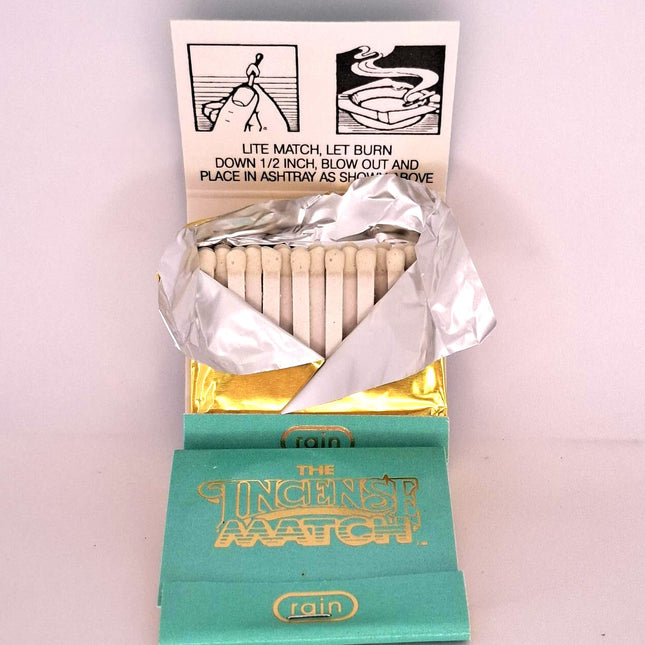 LITE MATCH, LET BURN
DOWN 1/2 INCH, BLOW OUT AND
PLACE IN ASHTRAY AS SHOWN ABOVE
rain
THE
INCENSE
MATCH
rain